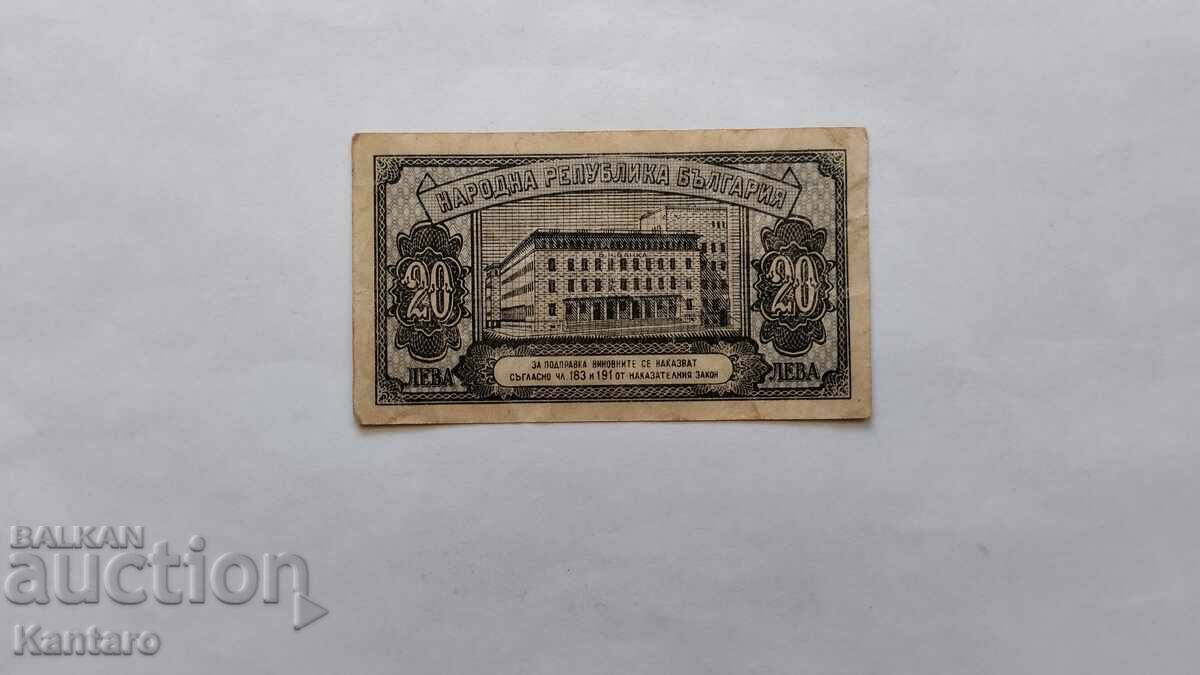 НАРОДНА РЕПУБЛИКА БЪЛГАРИЯ
20
20
ЛЕВА
ЛЕВА
ЗА ПОДПРАВКА ВИНОВНИТЕ СЕ НАКАЗВАТ
СЪГЛАСНО ЧЛ. 183 И 191 ОТ НАКАЗАТЕЛНИЯ ЗАКОН
BALKAN
auction
Kantaro